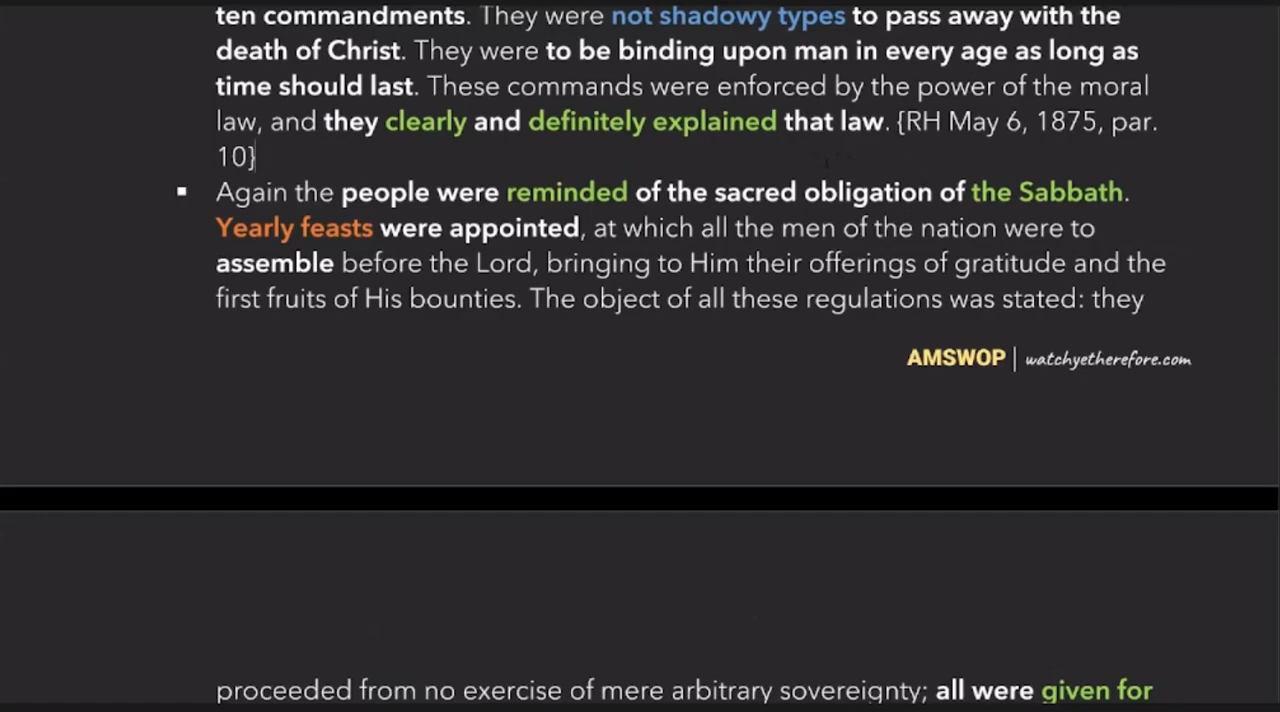 ten commandments. They were not shadowy types to pass away with the
death of Christ. They were to be binding upon man in every age as long as
time should last. These commands were enforced by the power of the moral
law, and they clearly and definitely explained that law. {RH May 6, 1875, par.
10}
▪ Again the people were reminded of the sacred obligation of the Sabbath.
Yearly feasts were appointed, at which all the men of the nation were to
assemble before the Lord, bringing to Him their offerings of gratitude and the
first fruits of His bounties. The object of all these regulations was stated: they
AMSWOP | watchyetherefore.com
proceeded from no exercise of mere arbitrary sovereignty; all were given for